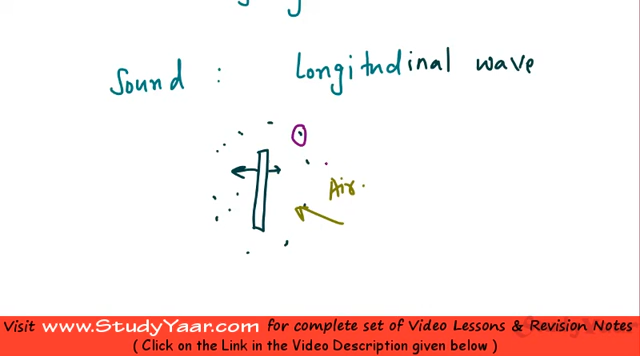 Sound : Longitudinal wave
Air.
Visit www.StudyYaar.com for complete set of Video Lessons & Revision Notes
( Click on the Link in the Video Description given below )